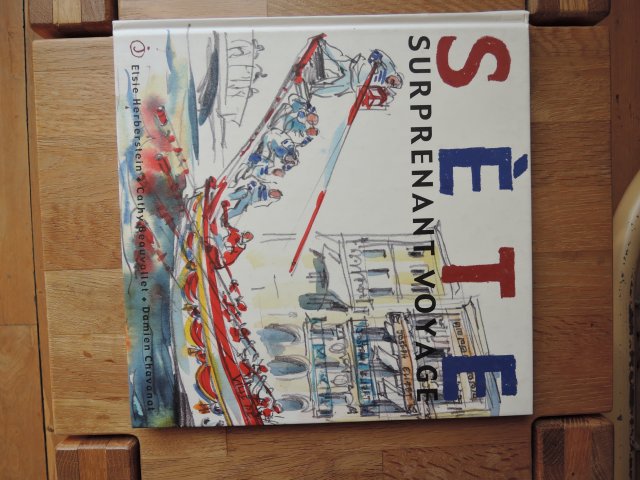 SÈTE
SURPRENANT VOYAGE
Elsie Herberstein • Cathy Beauvallet • Damien Chavanat